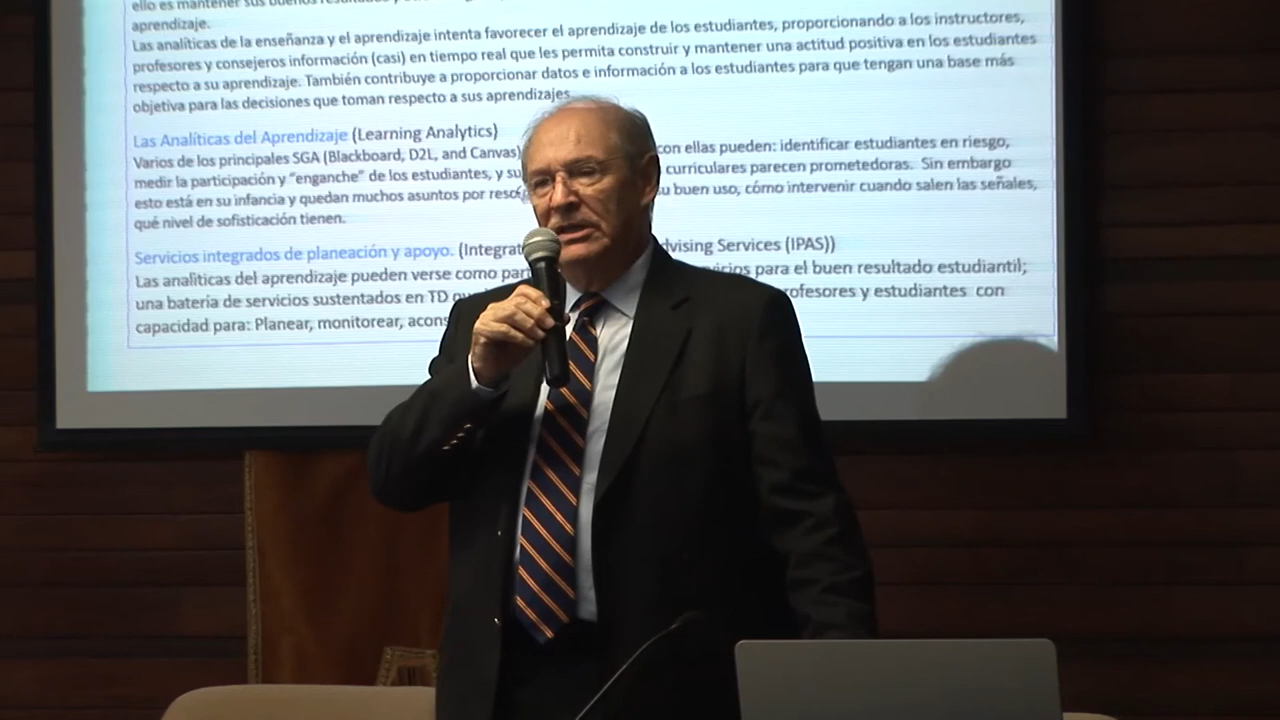 ello es mantener sus buenos resultados y
aprendizaje.
Las analíticas de la enseñanza y el aprendizaje intenta favorecer el aprendizaje de los estudiantes, proporcionando a los instructores,
profesores y consejeros información (casi) en tiempo real que les permita construir y mantener una actitud positiva en los estudiantes
respecto a su aprendizaje. También contribuye a proporcionar datos e información a los estudiantes para que tengan una base más
objetiva para las decisiones que toman respecto a sus aprendizajes
Las Analíticas del Aprendizaje (Learning Analytics)
Varios de los principales SGA (Blackboard, D2L, and Canvas) con ellas pueden: identificar estudiantes en riesgo,
medir la participación y "enganche" de los estudiantes, y su curriculares parecen prometedoras. Sin embargo
esto está en su infancia y quedan muchos asuntos por buen uso, cómo intervenir cuando salen las señales,
qué nivel de sofisticación tienen.
Servicios integrados de planeación y apoyo. (Integrat dvising Services (IPAS))
Las analíticas del aprendizaje pueden verse como par para el buen resultado estudiantil;
una batería de servicios sustentados en TD rofesores y estudiantes con
capacidad para: Planear, monitorear, acons